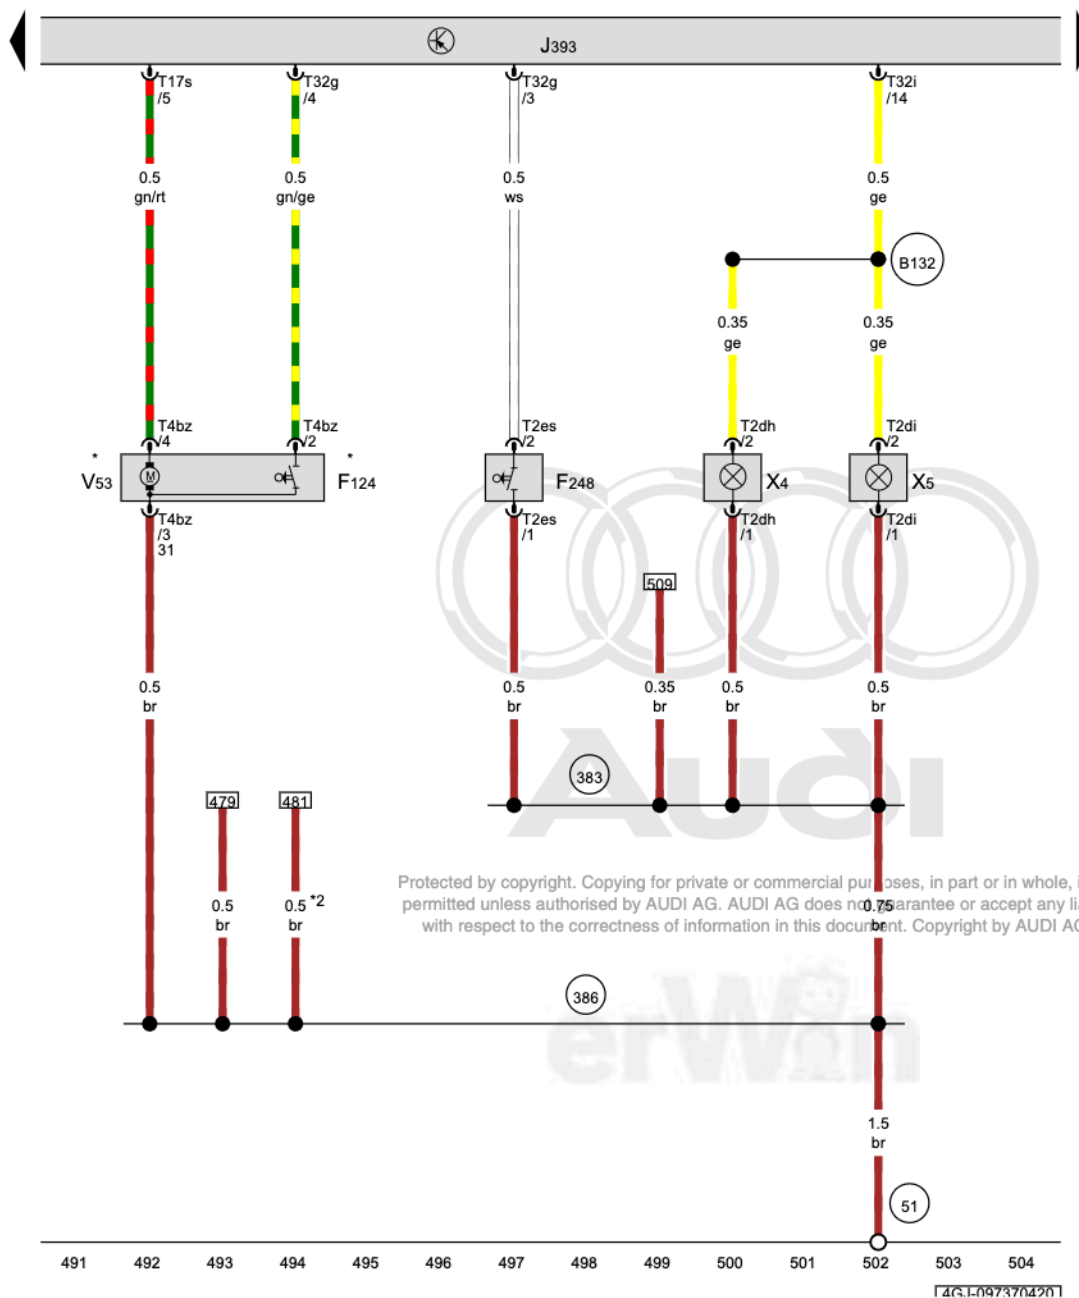 J393
T17s
/5
T32g
/4
T32g
/3
T32i
/14
0.5
gn/rt
0.5
gn/ge
0.5
ws
0.5
ge
B132
0.35
ge
0.35
ge
T4bz
/4
T4bz
/2
T2es
/2
T2dh
/2
T2di
/2
*
V53
M
*
F124
F248
X4
X5
T4bz
/3
31
T2es
/1
T2dh
/1
T2di
/1
509
0.5
br
0.5
br
0.35
br
0.5
br
0.5
br
383
Audi
479
481
Protected by copyright. Copying for private or commercial purposes, in part or in whole,
permitted unless authorised by AUDI AG. AUDI AG does not guarantee or accept any
with respect to the correctness of information in this document. Copyright by AUDI
0.5
br
0.5 *2
br
0.75
br
386
erWin
1.5
br
51
491 492 493 494 495 496 497 498 499 500 501 502 503 504
4GJ-097370420